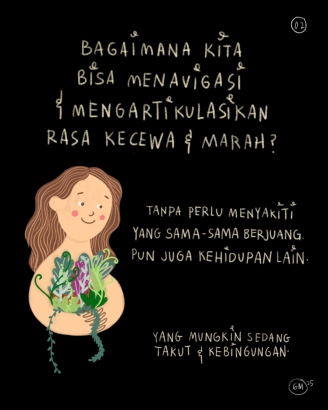 02
BAGAIMANA KITA
BISA MENAVIGASI
& MENGARTIKULASIKAN
RASA KECEWA & MARAH?
TANPA PERLU MENYAKITI
YANG SAMA-SAMA BERJUANG.
PUN JUGA KEHIDUPAN LAIN.
YANG MUNGKIN SEDANG
TAKUT & KEBINGUNGAN.
GM 25